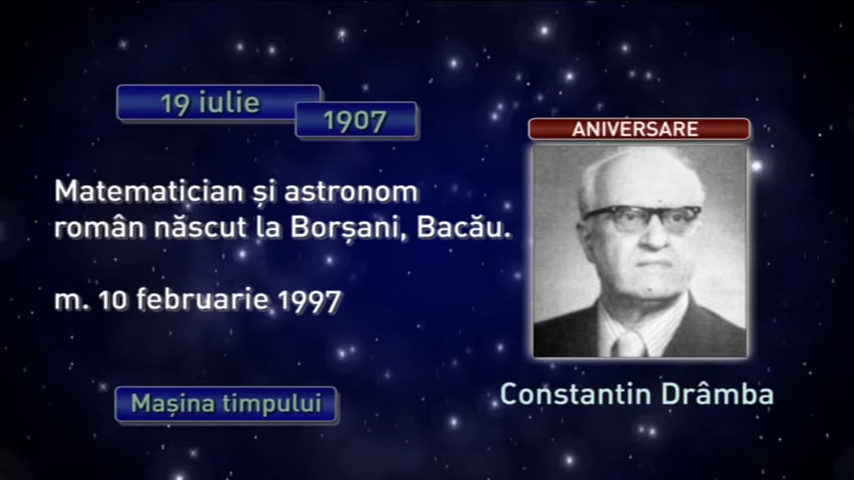 19 iulie
1907
Matematician și astronom
român născut la Borșani, Bacău.
m. 10 februarie 1997
Mașina timpului
ANIVERSARE
Constantin Drâmba